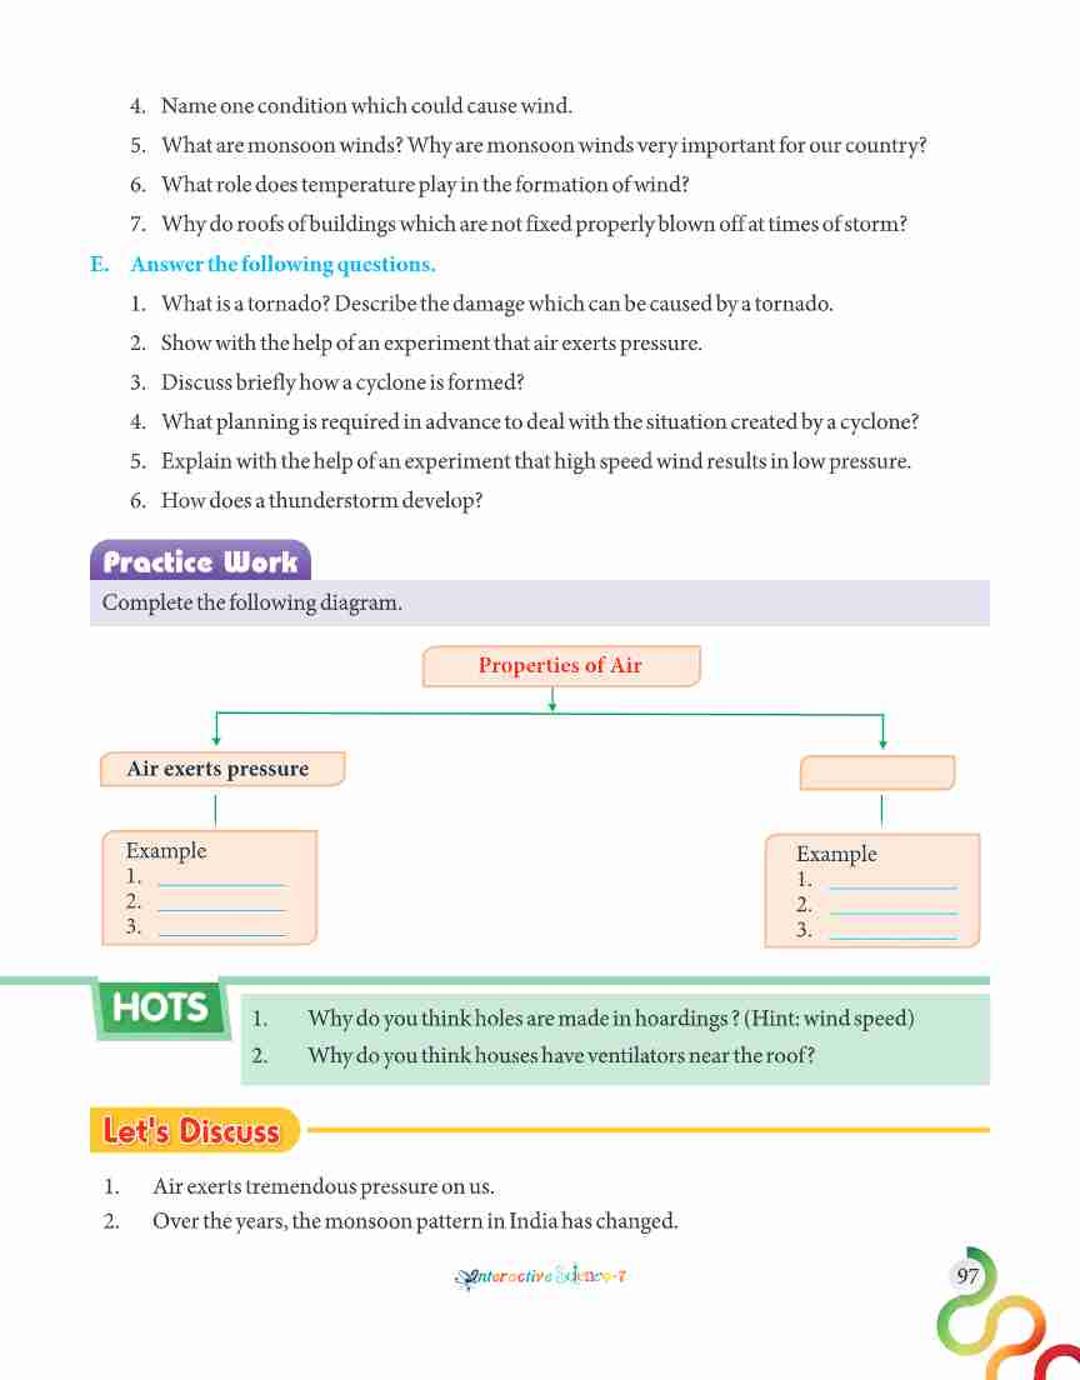 4. Name one condition which could cause wind.
5. What are monsoon winds? Why are monsoon winds very important for our country?
6. What role does temperature play in the formation of wind?
7. Why do roofs of buildings which are not fixed properly blown off at times of storm?
E. Answer the following questions.
1. What is a tornado? Describe the damage which can be caused by a tornado.
2. Show with the help of an experiment that air exerts pressure.
3. Discuss briefly how a cyclone is formed?
4. What planning is required in advance to deal with the situation created by a cyclone?
5. Explain with the help of an experiment that high speed wind results in low pressure.
6. How does a thunderstorm develop?
Practice Work
Complete the following diagram.
Properties of Air
Air exerts pressure
Example
1.
2.
3.
Example
1.
2.
3.
HOTS
1. Why do you think holes are made in hoardings ? (Hint: wind speed)
2. Why do you think houses have ventilators near the roof?
Let's Discuss
1. Air exerts tremendous pressure on us.
2. Over the years, the monsoon pattern in India has changed.
Interactive Science-7
97